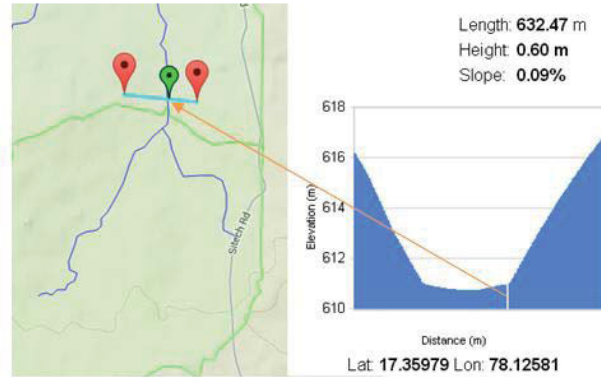 Length: 632.47 m
Height: 0.60 m
Slope: 0.09%
618
616
614
612
610
Elevation (m)
Distance (m)
Lat: 17.35979 Lon: 78.12581
Sitech Rd